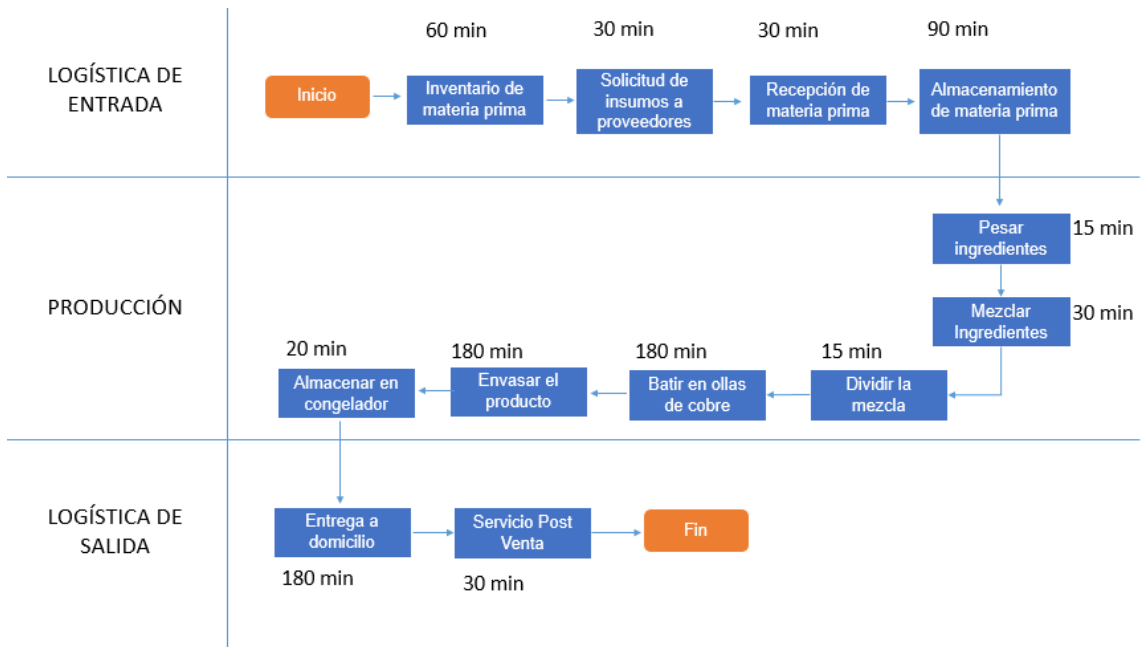 60 min
30 min
30 min
90 min
LOGÍSTICA DE
ENTRADA
Inicio
Inventario de
materia prima
Solicitud de
insumos a
proveedores
Recepción de
materia prima
Almacenamiento
de materia prima
PRODUCCIÓN
Pesar
ingredientes
15 min
Mezclar
Ingredientes
30 min
15 min
Dividir la
mezcla
180 min
Batir en ollas
de cobre
180 min
Envasar el
producto
20 min
Almacenar en
congelador
LOGÍSTICA DE
SALIDA
Entrega a
domicilio
180 min
Servicio Post
Venta
30 min
Fin